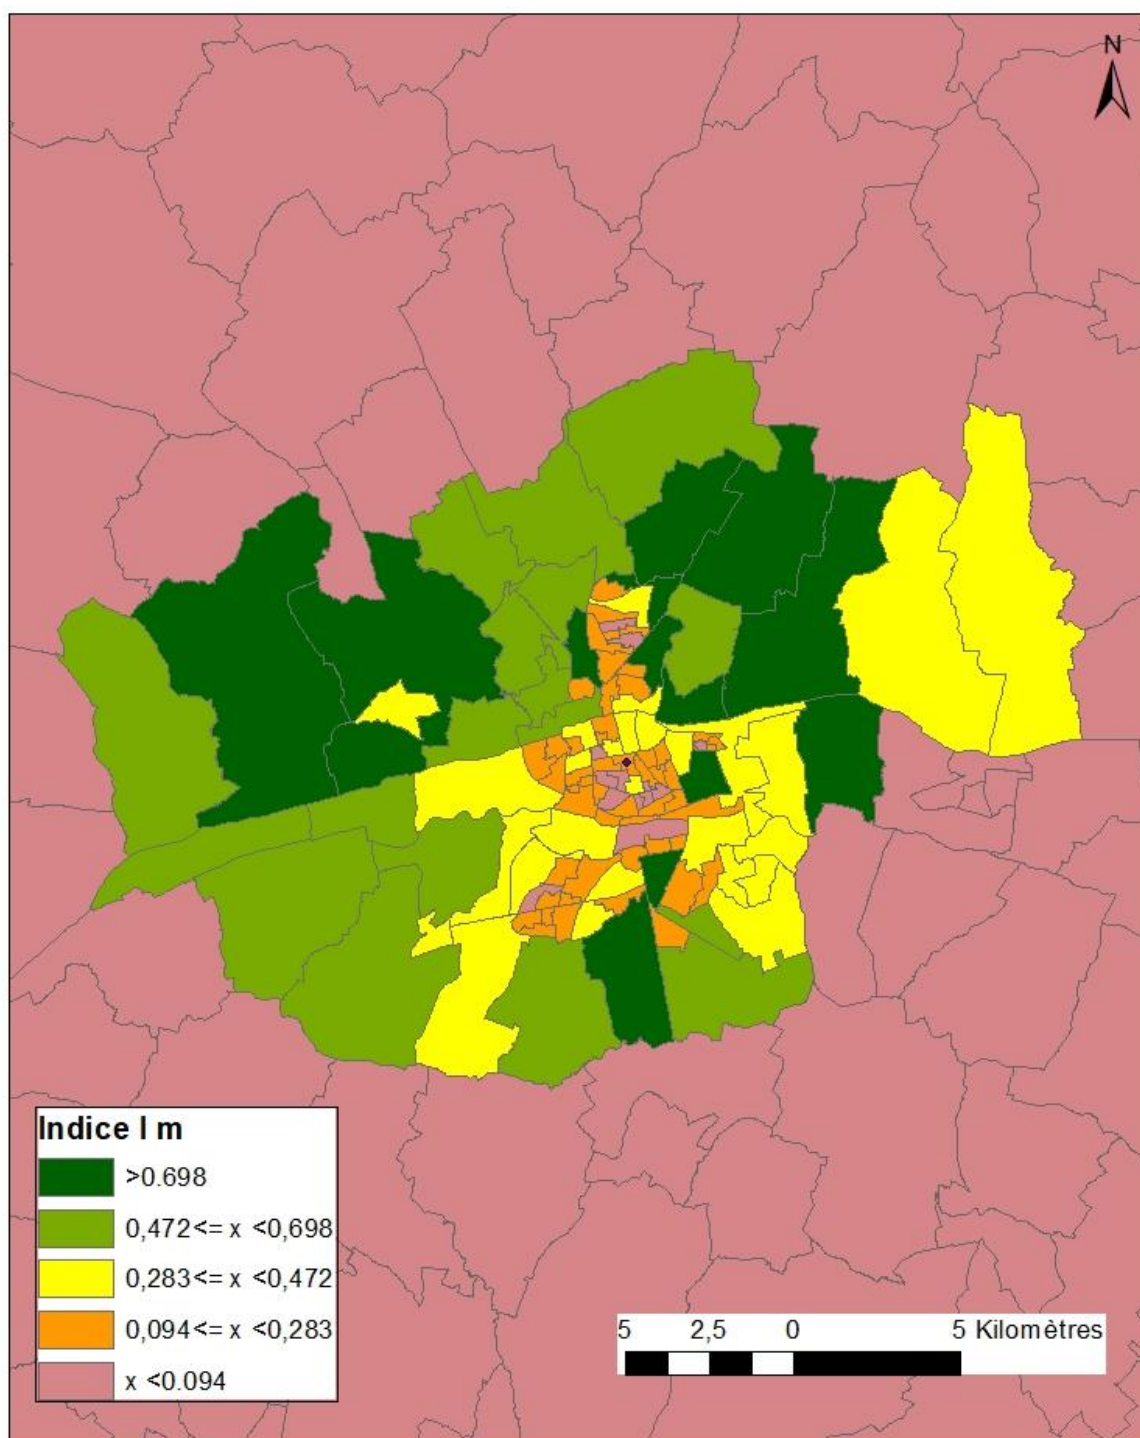 N
Indice I m
>0.698
0,472<= x <0,698
0,283<= x <0,472
0,094<= x <0,283
x <0.094
5 2,5 0 5 Kilomètres